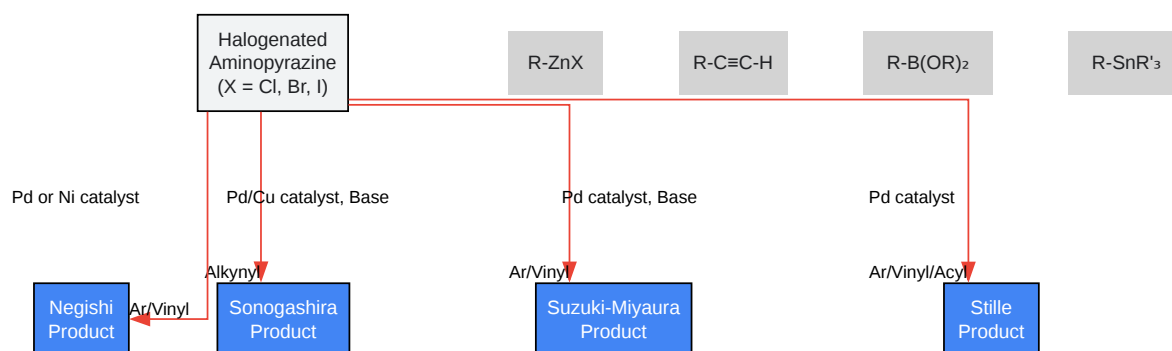 Halogenated
Aminopyrazine
(X = Cl, Br, I)
R-ZnX
R-C≡C-H
R-B(OR)₂
R-SnR'₃
Pd or Ni catalyst
Pd/Cu catalyst, Base
Pd catalyst, Base
Pd catalyst
Alkynyl
Ar/Vinyl
Ar/Vinyl/Acyl
Negishi
Product
Ar/Vinyl
Sonogashira
Product
Suzuki-Miyaura
Product
Stille
Product